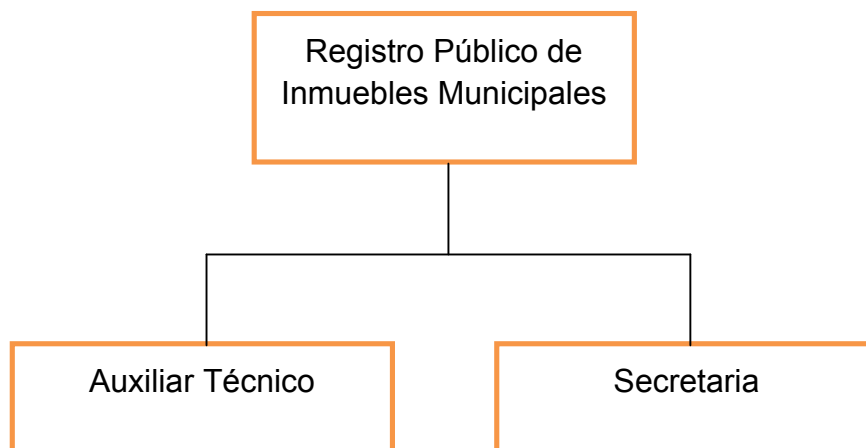 Registro Público de
Inmuebles Municipales
Auxiliar Técnico
Secretaria